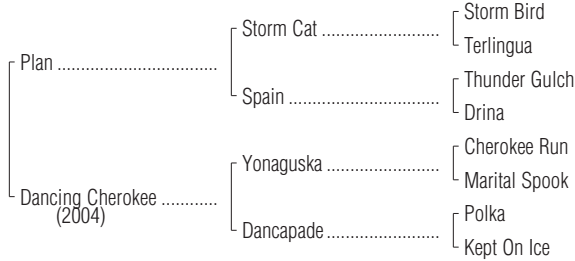 Storm Bird
Storm Cat ..........................
Terlingua
Plan ...................................
Thunder Gulch
Spain .................................
Drina
Cherokee Run
Yonaguska .........................
Marital Spook
Dancing Cherokee ............
(2004)
Polka
Dancapade.........................
Kept On Ice